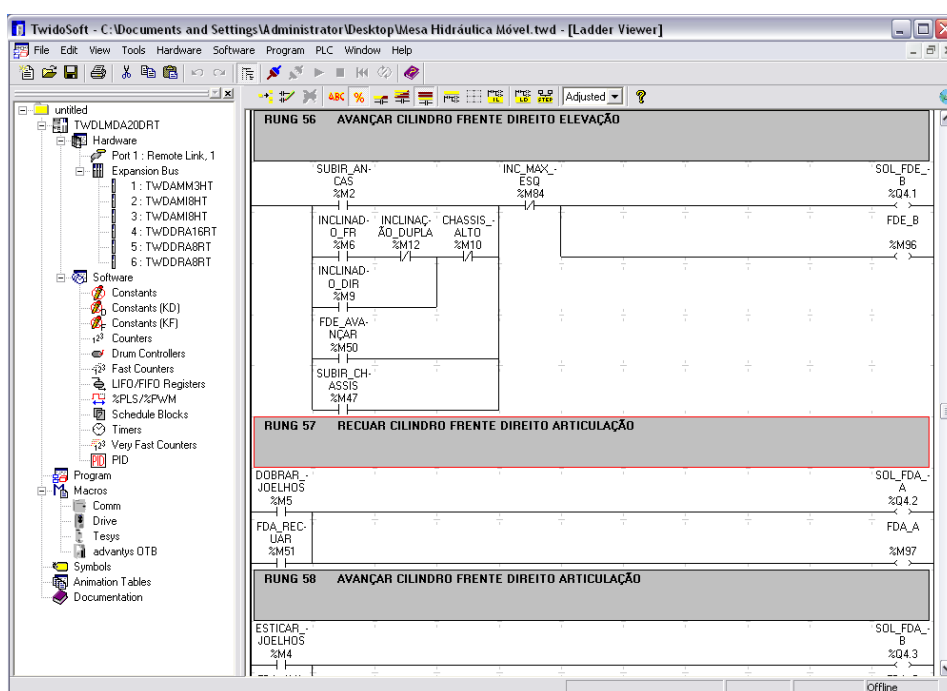 TwidoSoft - C:\Documents and Settings\Administrator\Desktop\Mesa Hidráulica Móvel.twd - [Ladder Viewer]
File Edit View Tools Hardware Software Program PLC Window Help
ABC % Adjusted
untitled
TWDLMDA20DRT
Hardware
Port 1 : Remote Link, 1
Expansion Bus
1 : TWDAMM3HT
2 : TWDAMI8HT
3 : TWDAMI8HT
4 : TWDDRA16RT
5 : TWDDRA8RT
6 : TWDDRA8RT
Software
Constants
Constants (KD)
Constants (KF)
Counters
Drum Controllers
Fast Counters
LIFO/FIFO Registers
%PLS/%PWM
Schedule Blocks
Timers
Very Fast Counters
PID
Program
Macros
Comm
Drive
Tesys
advantys OTB
Symbols
Animation Tables
Documentation
RUNG 56 AVANÇAR CILINDRO FRENTE DIREITO ELEVAÇÃO
SUBIR_AN- INC_MAX_- SOL_FDE_-
CAS ESQ B
%M2 %M84 %Q4.1
INCLINAD- INCLINAÇ- CHASSIS_- FDE_B
O_FR ÃO_DUPLA ALTO
%M6 %M12 %M10 %M96
INCLINAD-
O_DIR
%M9
FDE_AVA-
NÇAR
%M50
SUBIR_CH-
ASSIS
%M47
RUNG 57 RECUAR CILINDRO FRENTE DIREITO ARTICULAÇÃO
DOBRAR_- SOL_FDA_-
JOELHOS A
%M5 %Q4.2
FDA_REC- FDA_A
UAR
%M51 %M97
RUNG 58 AVANÇAR CILINDRO FRENTE DIREITO ARTICULAÇÃO
ESTICAR_- SOL_FDA_-
JOELHOS B
%M4 %Q4.3
Offline